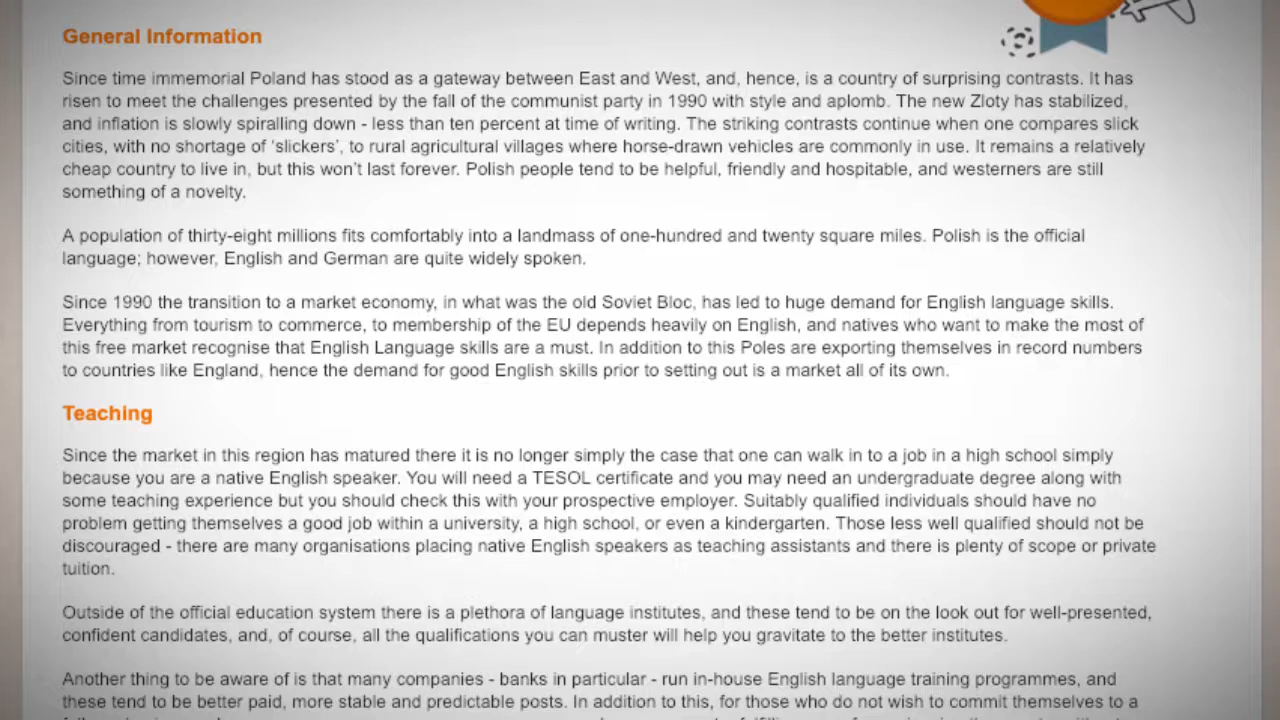 General Information
Since time immemorial Poland has stood as a gateway between East and West, and, hence, is a country of surprising contrasts. It has
risen to meet the challenges presented by the fall of the communist party in 1990 with style and aplomb. The new Zloty has stabilized,
and inflation is slowly spiralling down - less than ten percent at time of writing. The striking contrasts continue when one compares slick
cities, with no shortage of ‘slickers’, to rural agricultural villages where horse-drawn vehicles are commonly in use. It remains a relatively
cheap country to live in, but this won’t last forever. Polish people tend to be helpful, friendly and hospitable, and westerners are still
something of a novelty.
A population of thirty-eight millions fits comfortably into a landmass of one-hundred and twenty square miles. Polish is the official
language; however, English and German are quite widely spoken.
Since 1990 the transition to a market economy, in what was the old Soviet Bloc, has led to huge demand for English language skills.
Everything from tourism to commerce, to membership of the EU depends heavily on English, and natives who want to make the most of
this free market recognise that English Language skills are a must. In addition to this Poles are exporting themselves in record numbers
to countries like England, hence the demand for good English skills prior to setting out is a market all of its own.
Teaching
Since the market in this region has matured there it is no longer simply the case that one can walk in to a job in a high school simply
because you are a native English speaker. You will need a TESOL certificate and you may need an undergraduate degree along with
some teaching experience but you should check this with your prospective employer. Suitably qualified individuals should have no
problem getting themselves a good job within a university, a high school, or even a kindergarten. Those less well qualified should not be
discouraged - there are many organisations placing native English speakers as teaching assistants and there is plenty of scope or private
tuition.
Outside of the official education system there is a plethora of language institutes, and these tend to be on the look out for well-presented,
confident candidates, and, of course, all the qualifications you can muster will help you gravitate to the better institutes.
Another thing to be aware of is that many companies - banks in particular - run in-house English language training programmes, and
these tend to be better paid, more stable and predictable posts. In addition to this, for those who do not wish to commit themselves to a